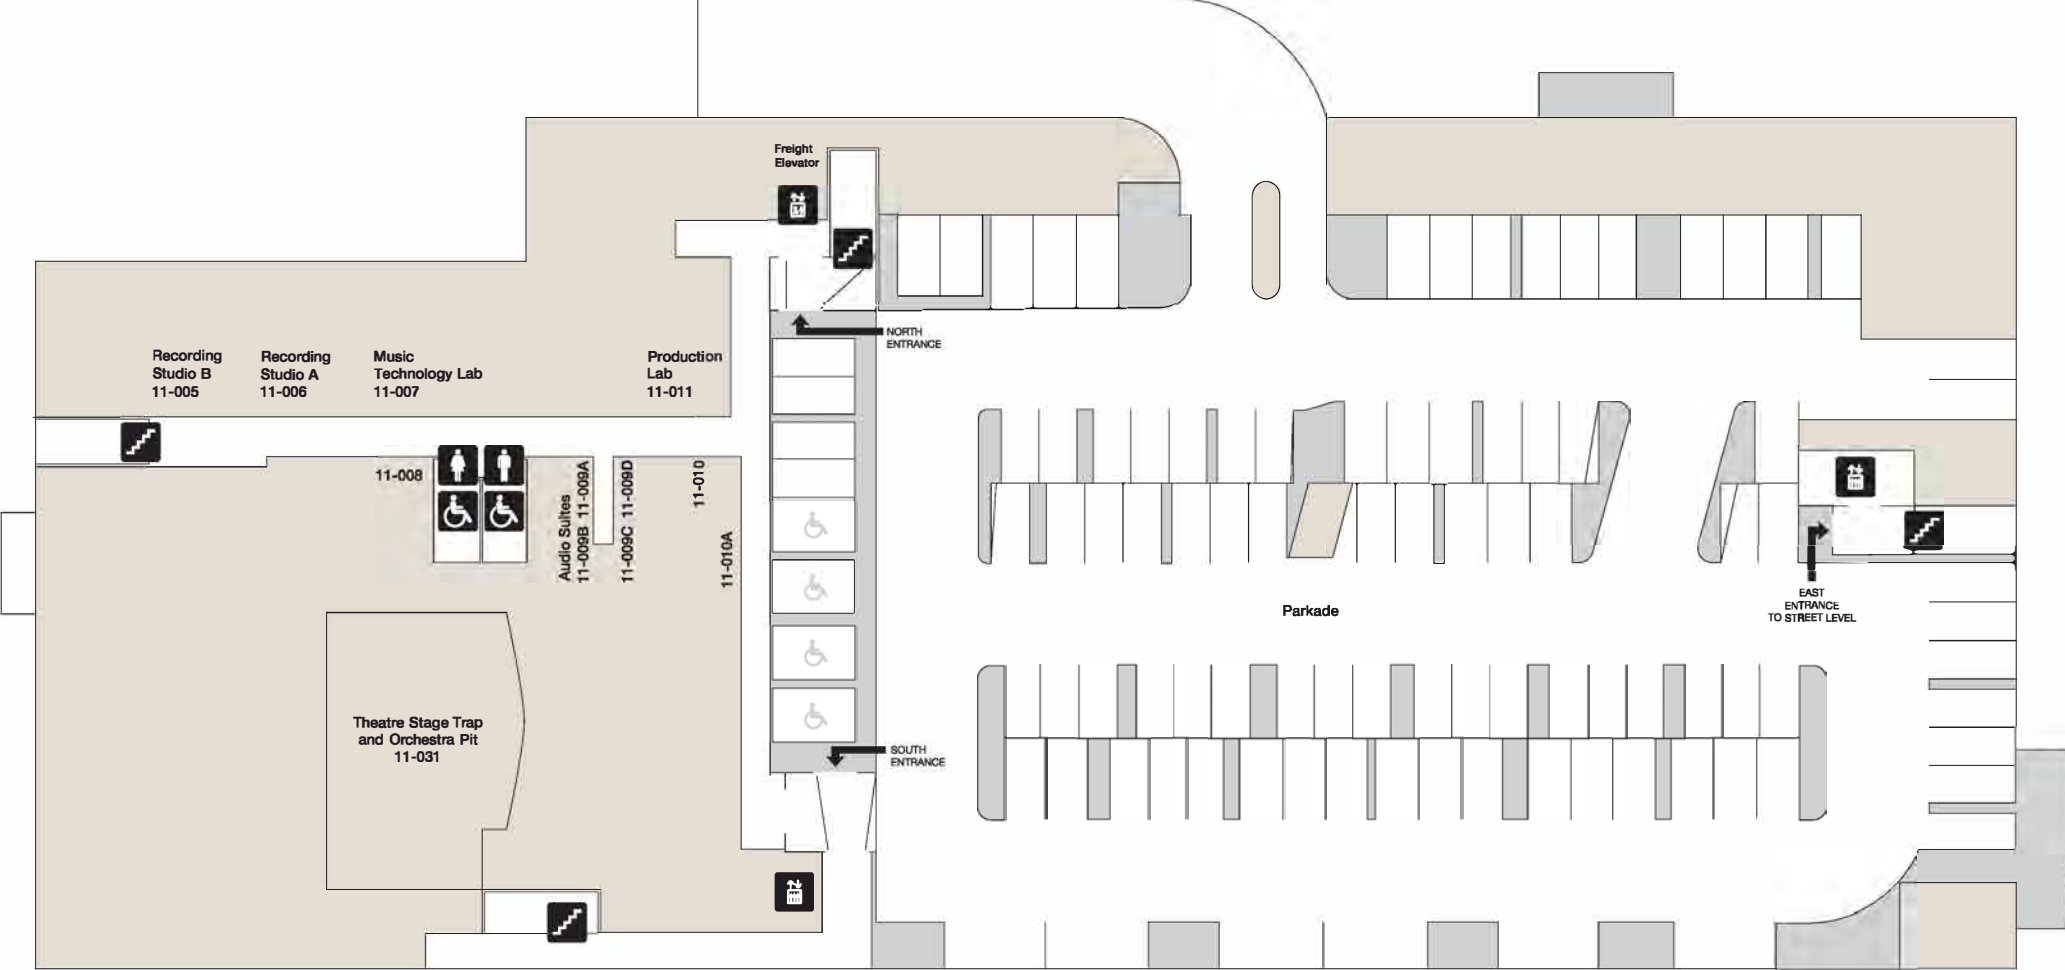 Freight
Elevator
NORTH
ENTRANCE
Recording
Studio B
11-005
Recording
Studio A
11-006
Music
Technology Lab
11-007
Production
Lab
11-011
11-008
Audio Suites
11-009B 11-009A
11-009C 11-009D
11-010
11-010A
Parkade
EAST
ENTRANCE
TO STREET LEVEL
Theatre Stage Trap
and Orchestra Pit
11-031
SOUTH
ENTRANCE